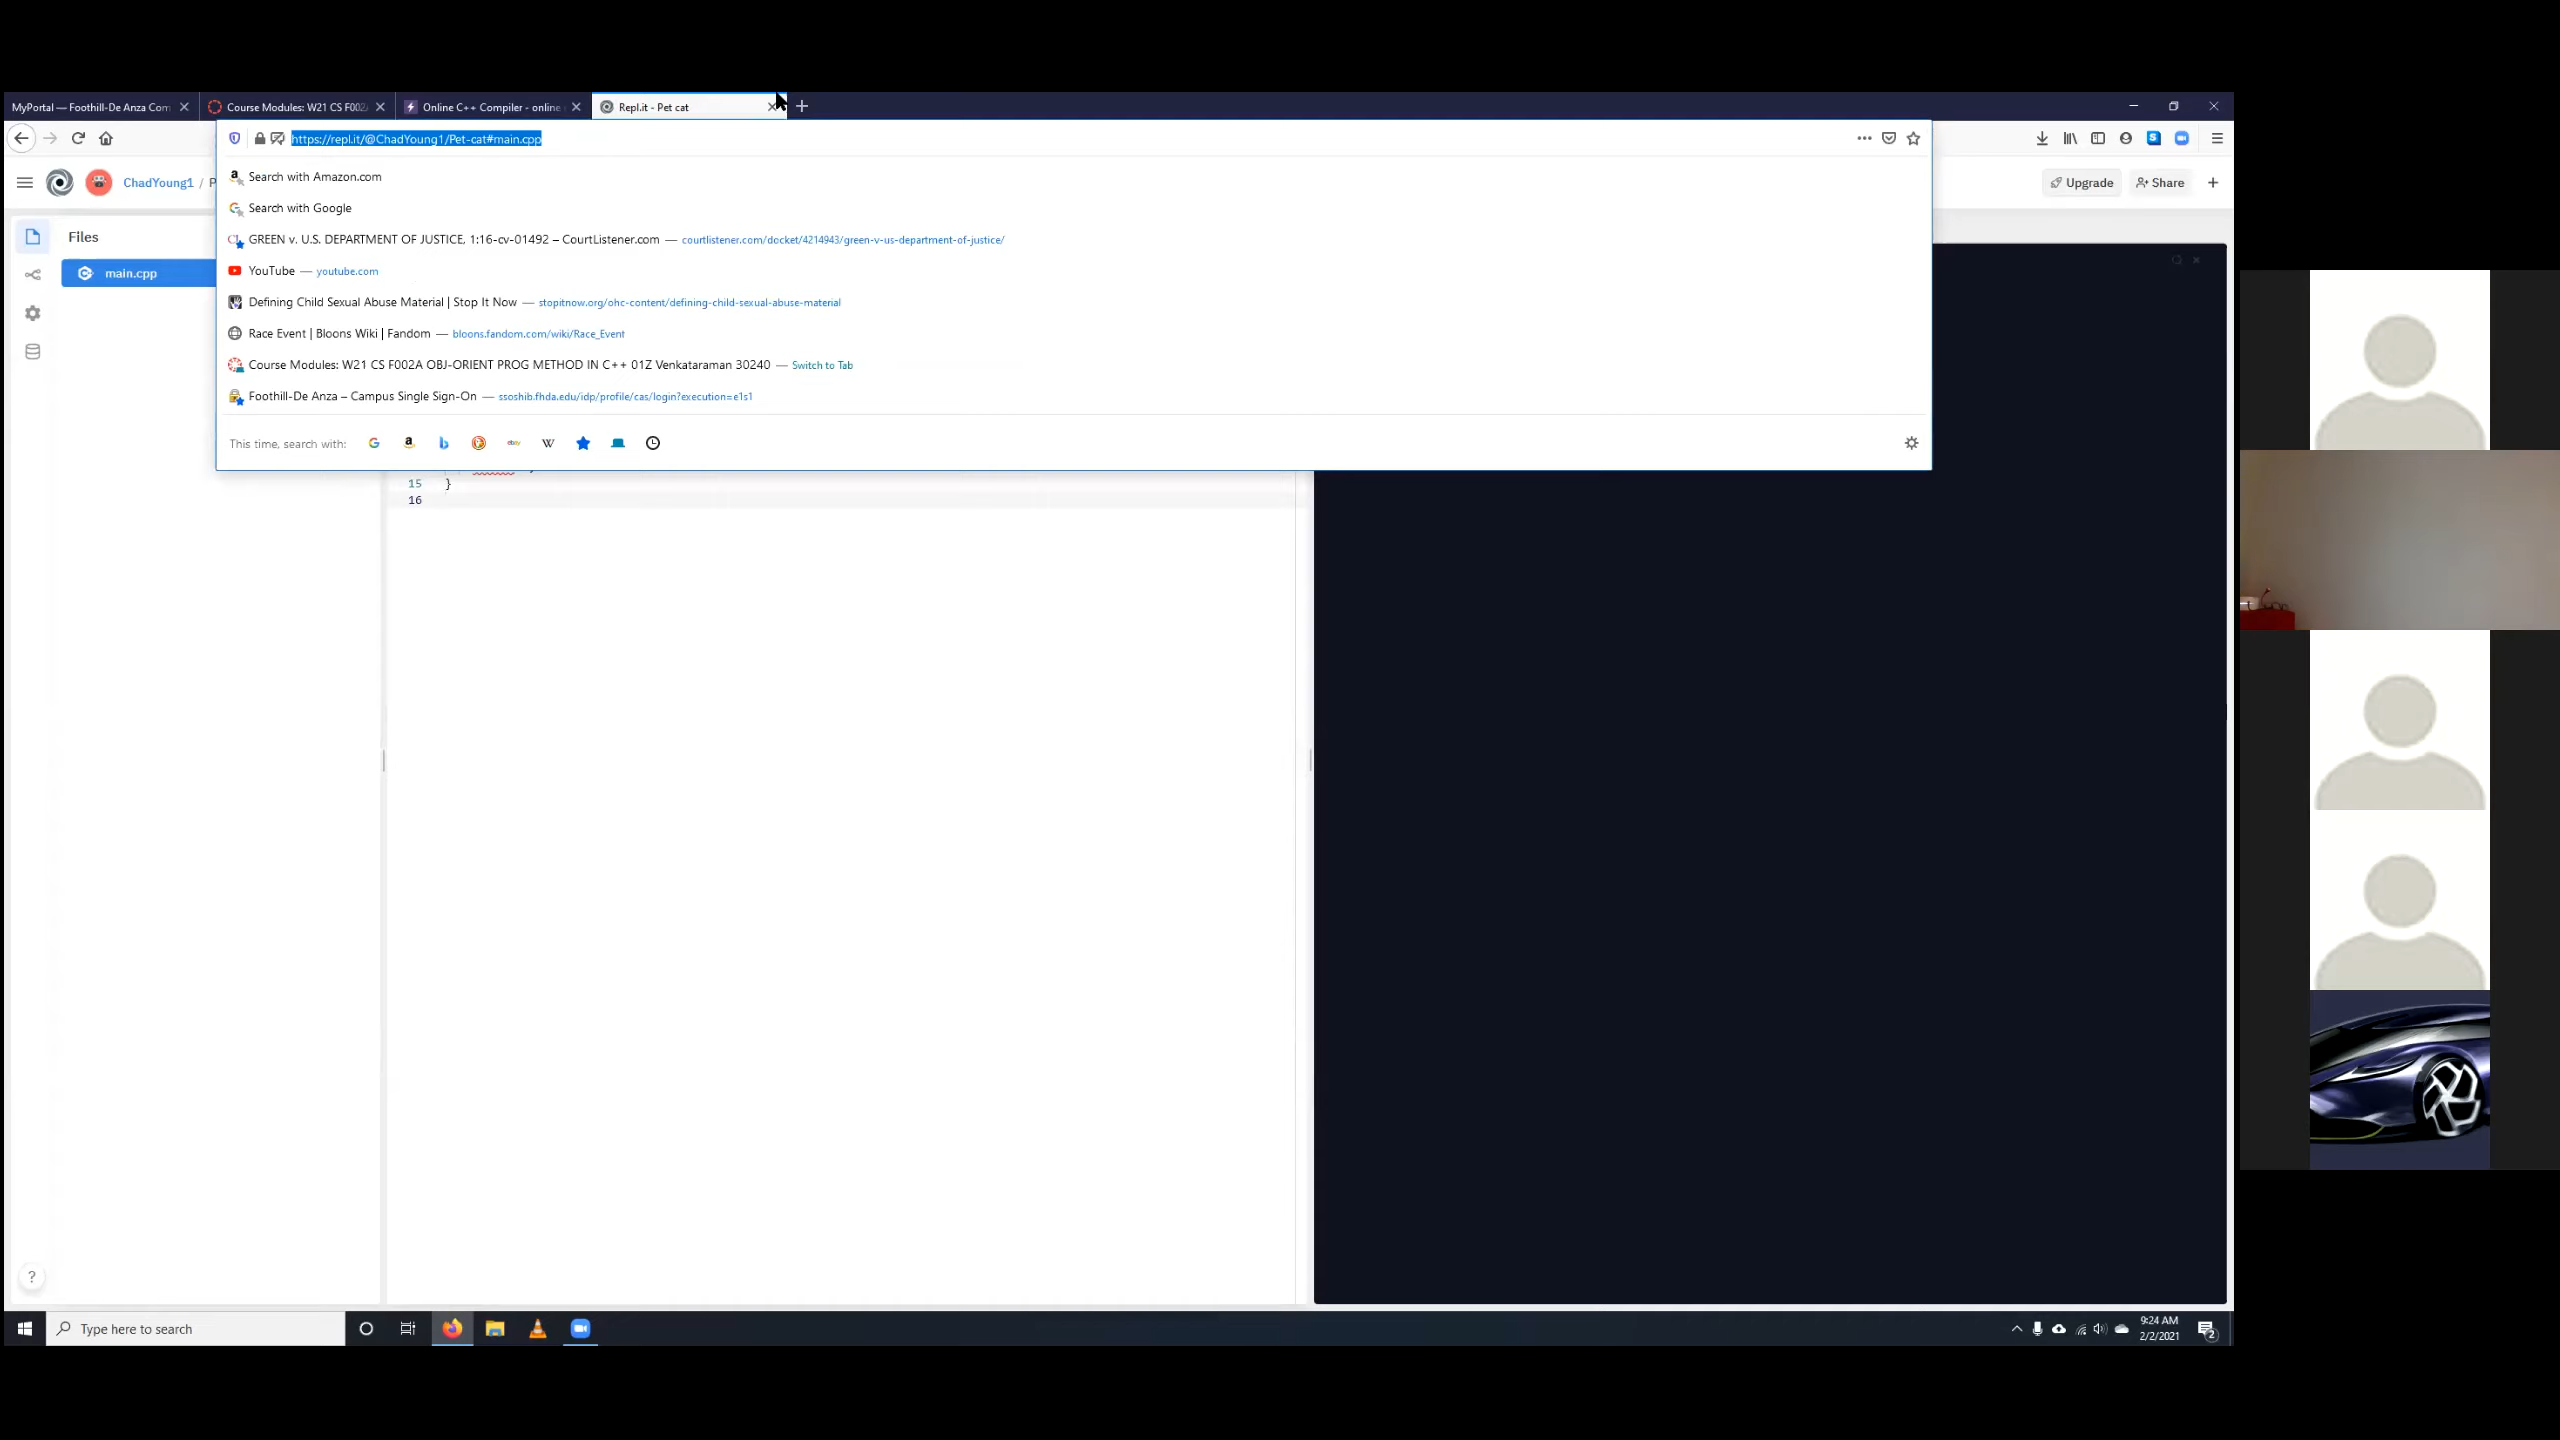 MyPortal — Foothill-De Anza Com
Course Modules: W21 CS F002
Online C++ Compiler - online
Repl.it - Pet cat
https://repl.it/@ChadYoung1/Pet-cat#main.cpp
Search with Amazon.com
ChadYoung1 / P
Upgrade
Share
Search with Google
Files
GREEN v. U.S. DEPARTMENT OF JUSTICE, 1:16-cv-01492 – CourtListener.com — courtlistener.com/docket/4214943/green-v-us-department-of-justice/
main.cpp
YouTube — youtube.com
Defining Child Sexual Abuse Material | Stop It Now — stopitnow.org/ohc-content/defining-child-sexual-abuse-material
Race Event | Bloons Wiki | Fandom — bloons.fandom.com/wiki/Race_Event
Course Modules: W21 CS F002A OBJ-ORIENT PROG METHOD IN C++ 01Z Venkataraman 30240 — Switch to Tab
Foothill-De Anza – Campus Single Sign-On — ssoshib.fhda.edu/idp/profile/cas/login?execution=e1s1
This time, search with:
15 }
16
?
Type here to search
9:24 AM
2/2/2021
2